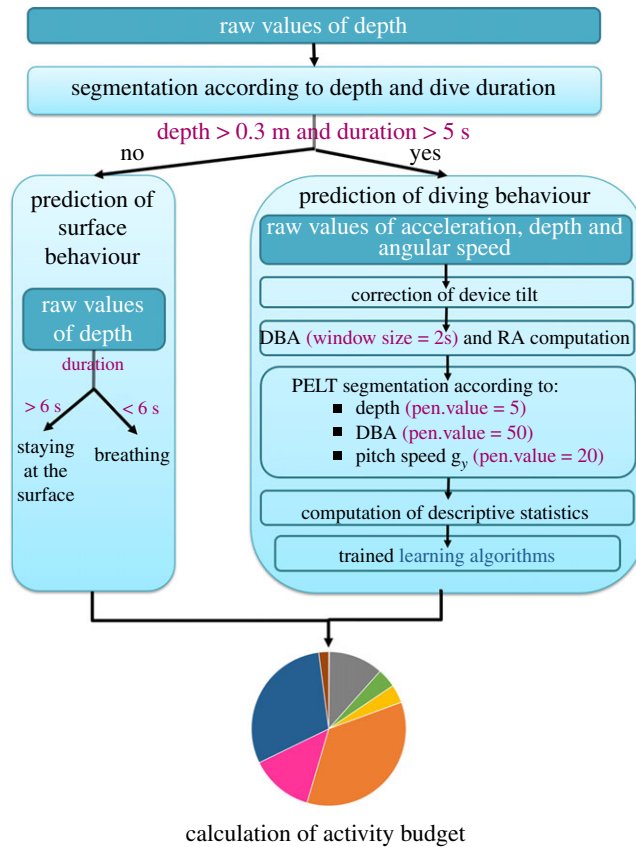 raw values of depth
segmentation according to depth and dive duration
depth > 0.3 m and duration > 5 s
no
yes
prediction of
surface
behaviour
raw values
of depth
duration
> 6 s
< 6 s
staying
at the
surface
breathing
prediction of diving behaviour
raw values of acceleration, depth and
angular speed
correction of device tilt
DBA (window size = 2s) and RA computation
PELT segmentation according to:
■ depth (pen.value = 5)
■ DBA (pen.value = 50)
■ pitch speed gy (pen.value = 20)
computation of descriptive statistics
trained learning algorithms
calculation of activity budget